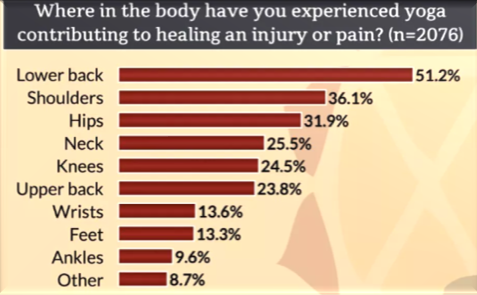 Where in the body have you experienced yoga
contributing to healing an injury or pain? (n=2076)
Lower back 51.2%
Shoulders 36.1%
Hips 31.9%
Neck 25.5%
Knees 24.5%
Upper back 23.8%
Wrists 13.6%
Feet 13.3%
Ankles 9.6%
Other 8.7%